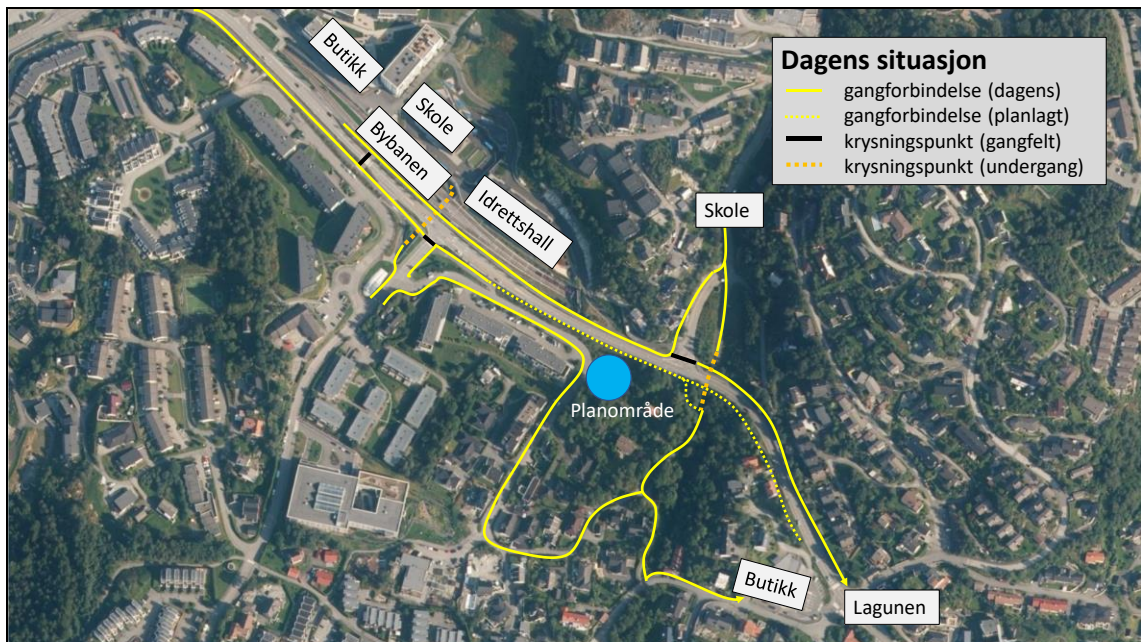 Dagens situasjon
gangforbindelse (dagens)
gangforbindelse (planlagt)
krysningspunkt (gangfelt)
krysningspunkt (undergang)
Butikk
Skole
Bybanen
Idrettshall
Skole
Planområde
Butikk
Lagunen